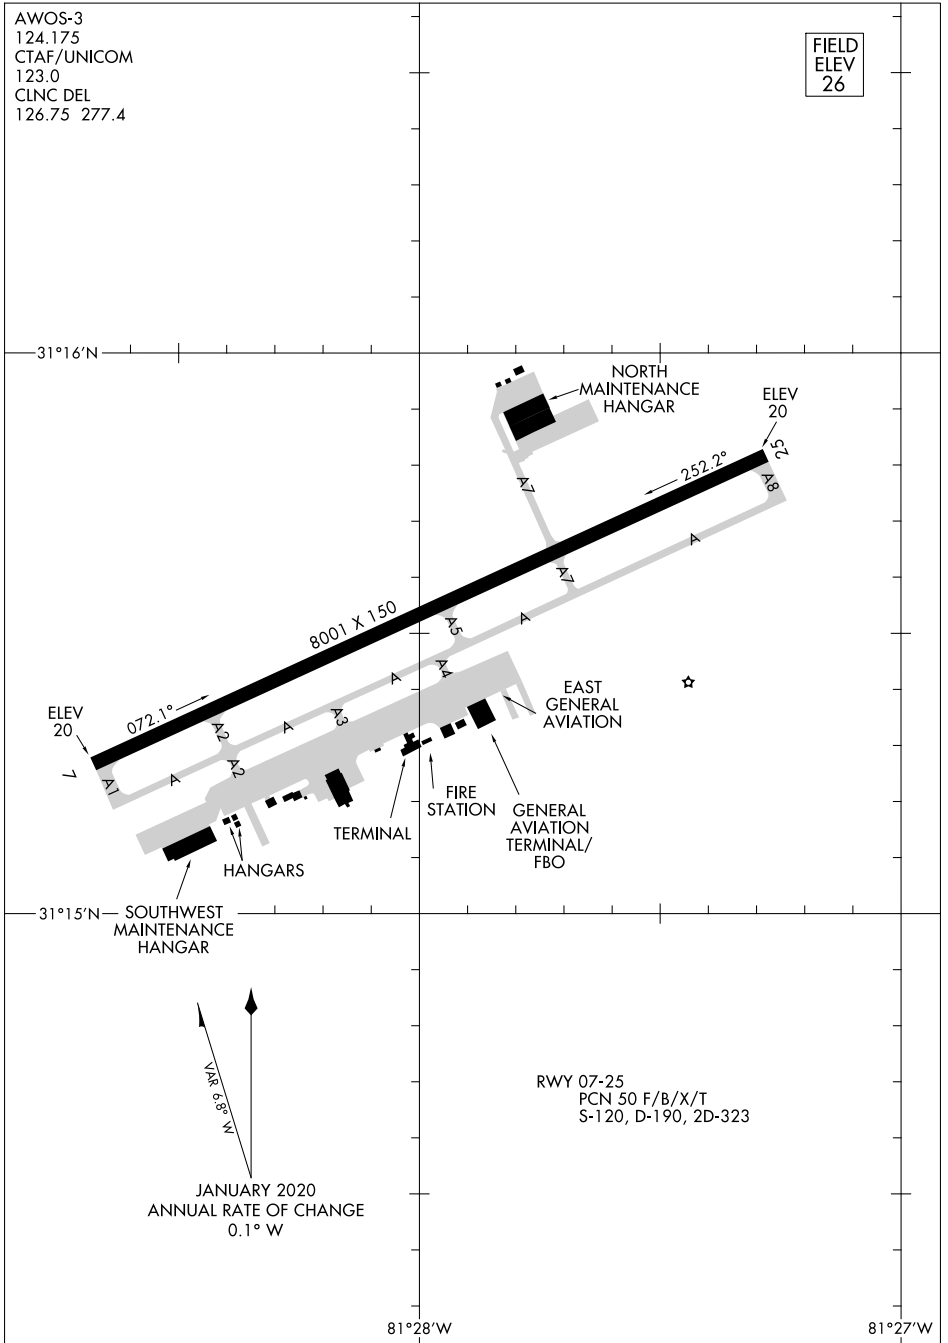 AWOS-3
124.175
CTAF/UNICOM
123.0
CLNC DEL
126.75 277.4
FIELD
ELEV
26
31°16'N
NORTH
MAINTENANCE
HANGAR
ELEV
20
25
252.2°
A8
A7
A
A7
8001 X 150
A
A5
A4
A
EAST
GENERAL
AVIATION
072.1°
A3
A
A2
ELEV
20
7
A2
A
A1
FIRE
STATION
TERMINAL
GENERAL
AVIATION
TERMINAL/
FBO
HANGARS
31°15'N
SOUTHWEST
MAINTENANCE
HANGAR
VAR 6.8° W
RWY 07-25
PCN 50 F/B/X/T
S-120, D-190, 2D-323
JANUARY 2020
ANNUAL RATE OF CHANGE
0.1° W
81°28'W
81°27'W